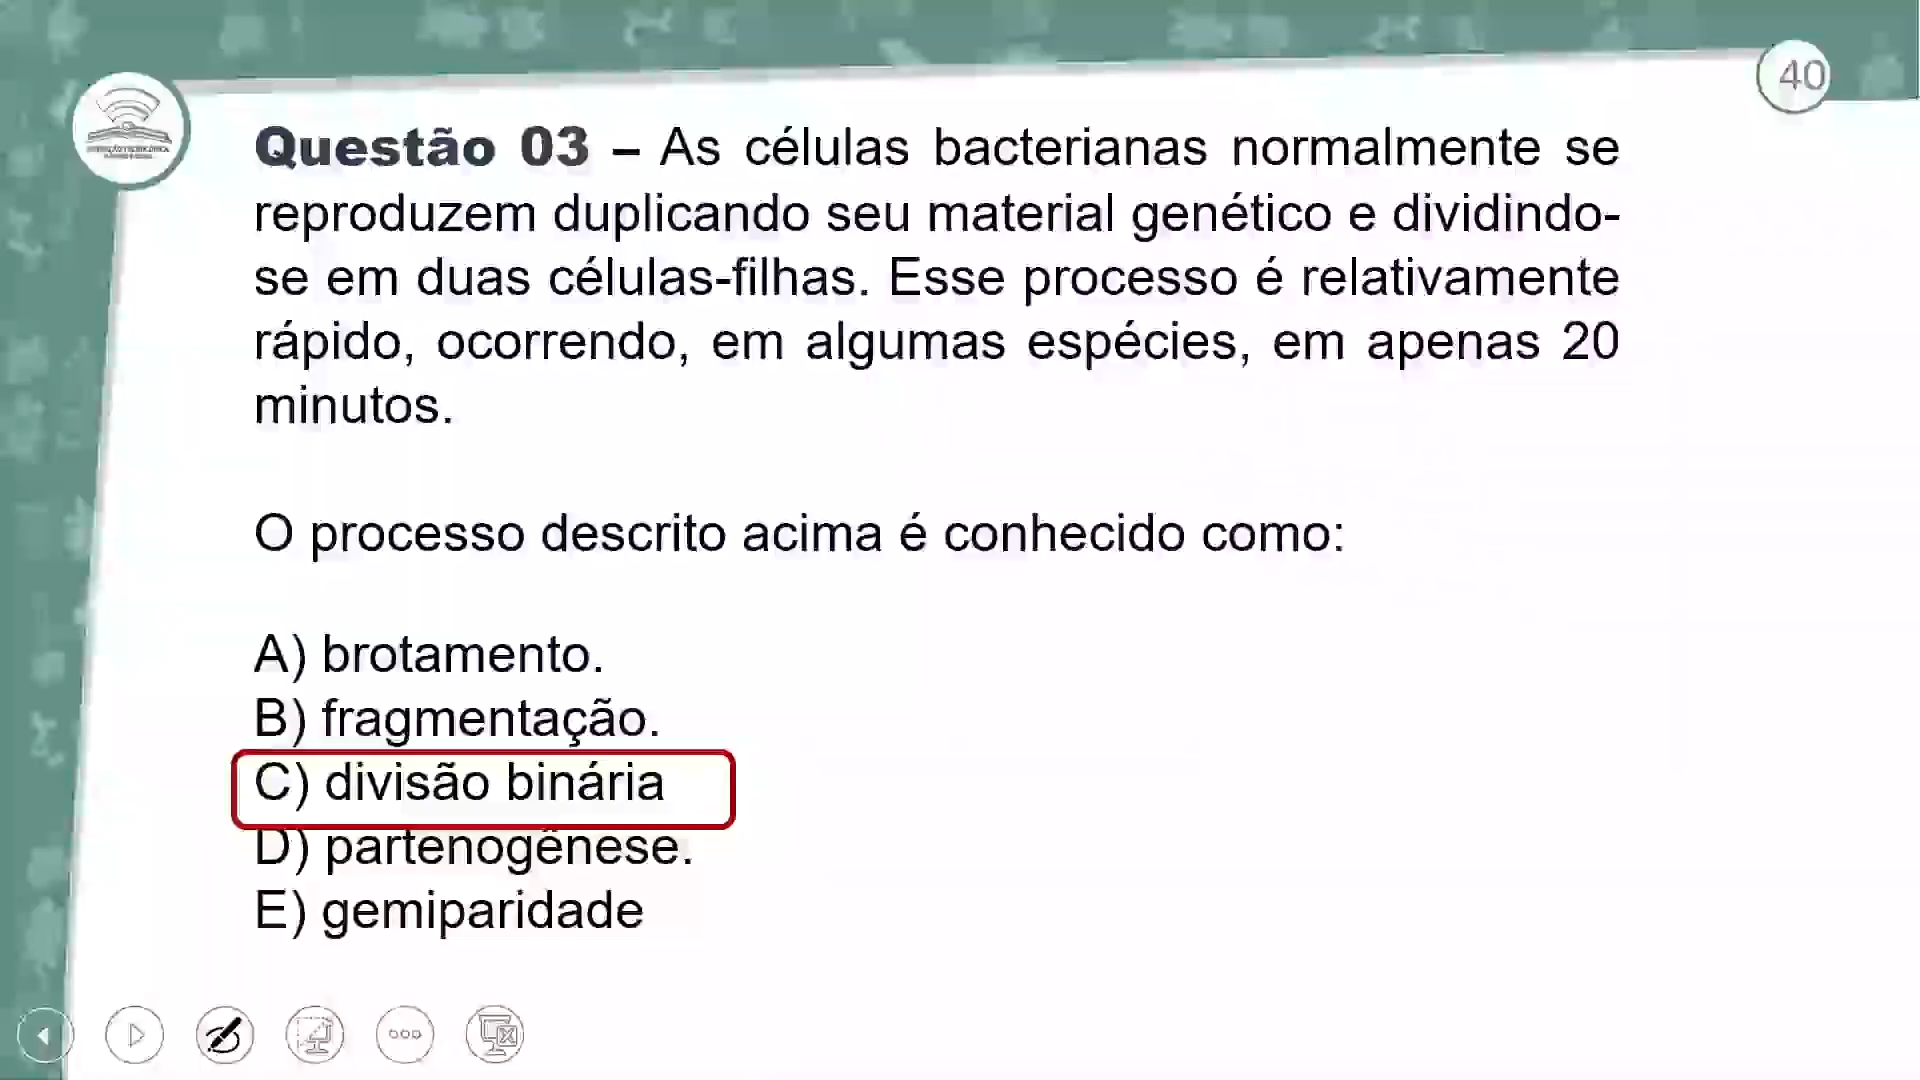 40
Questão 03 – As células bacterianas normalmente se
reproduzem duplicando seu material genético e dividindo-
se em duas células-filhas. Esse processo é relativamente
rápido, ocorrendo, em algumas espécies, em apenas 20
minutos.
O processo descrito acima é conhecido como:
A) brotamento.
B) fragmentação.
C) divisão binária
D) partenogênese.
E) gemiparidade